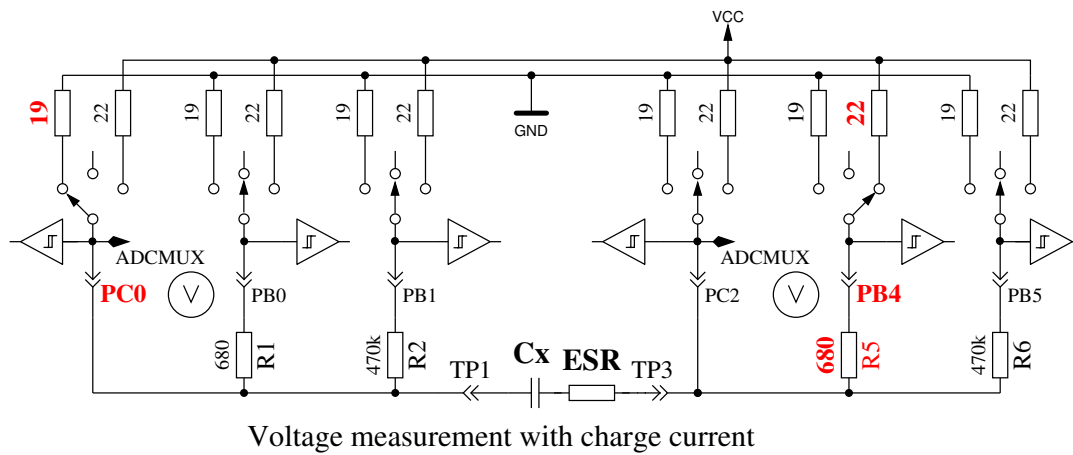 VCC
19
22
19
22
19
22
GND
19
22
19
22
19
22
ADCMUX
ADCMUX
PC0
V
PB0
PB1
PC2
V
PB4
PB5
680
R1
470k
R2
TP1
Cx
ESR
TP3
680
R5
470k
R6
Voltage measurement with charge current